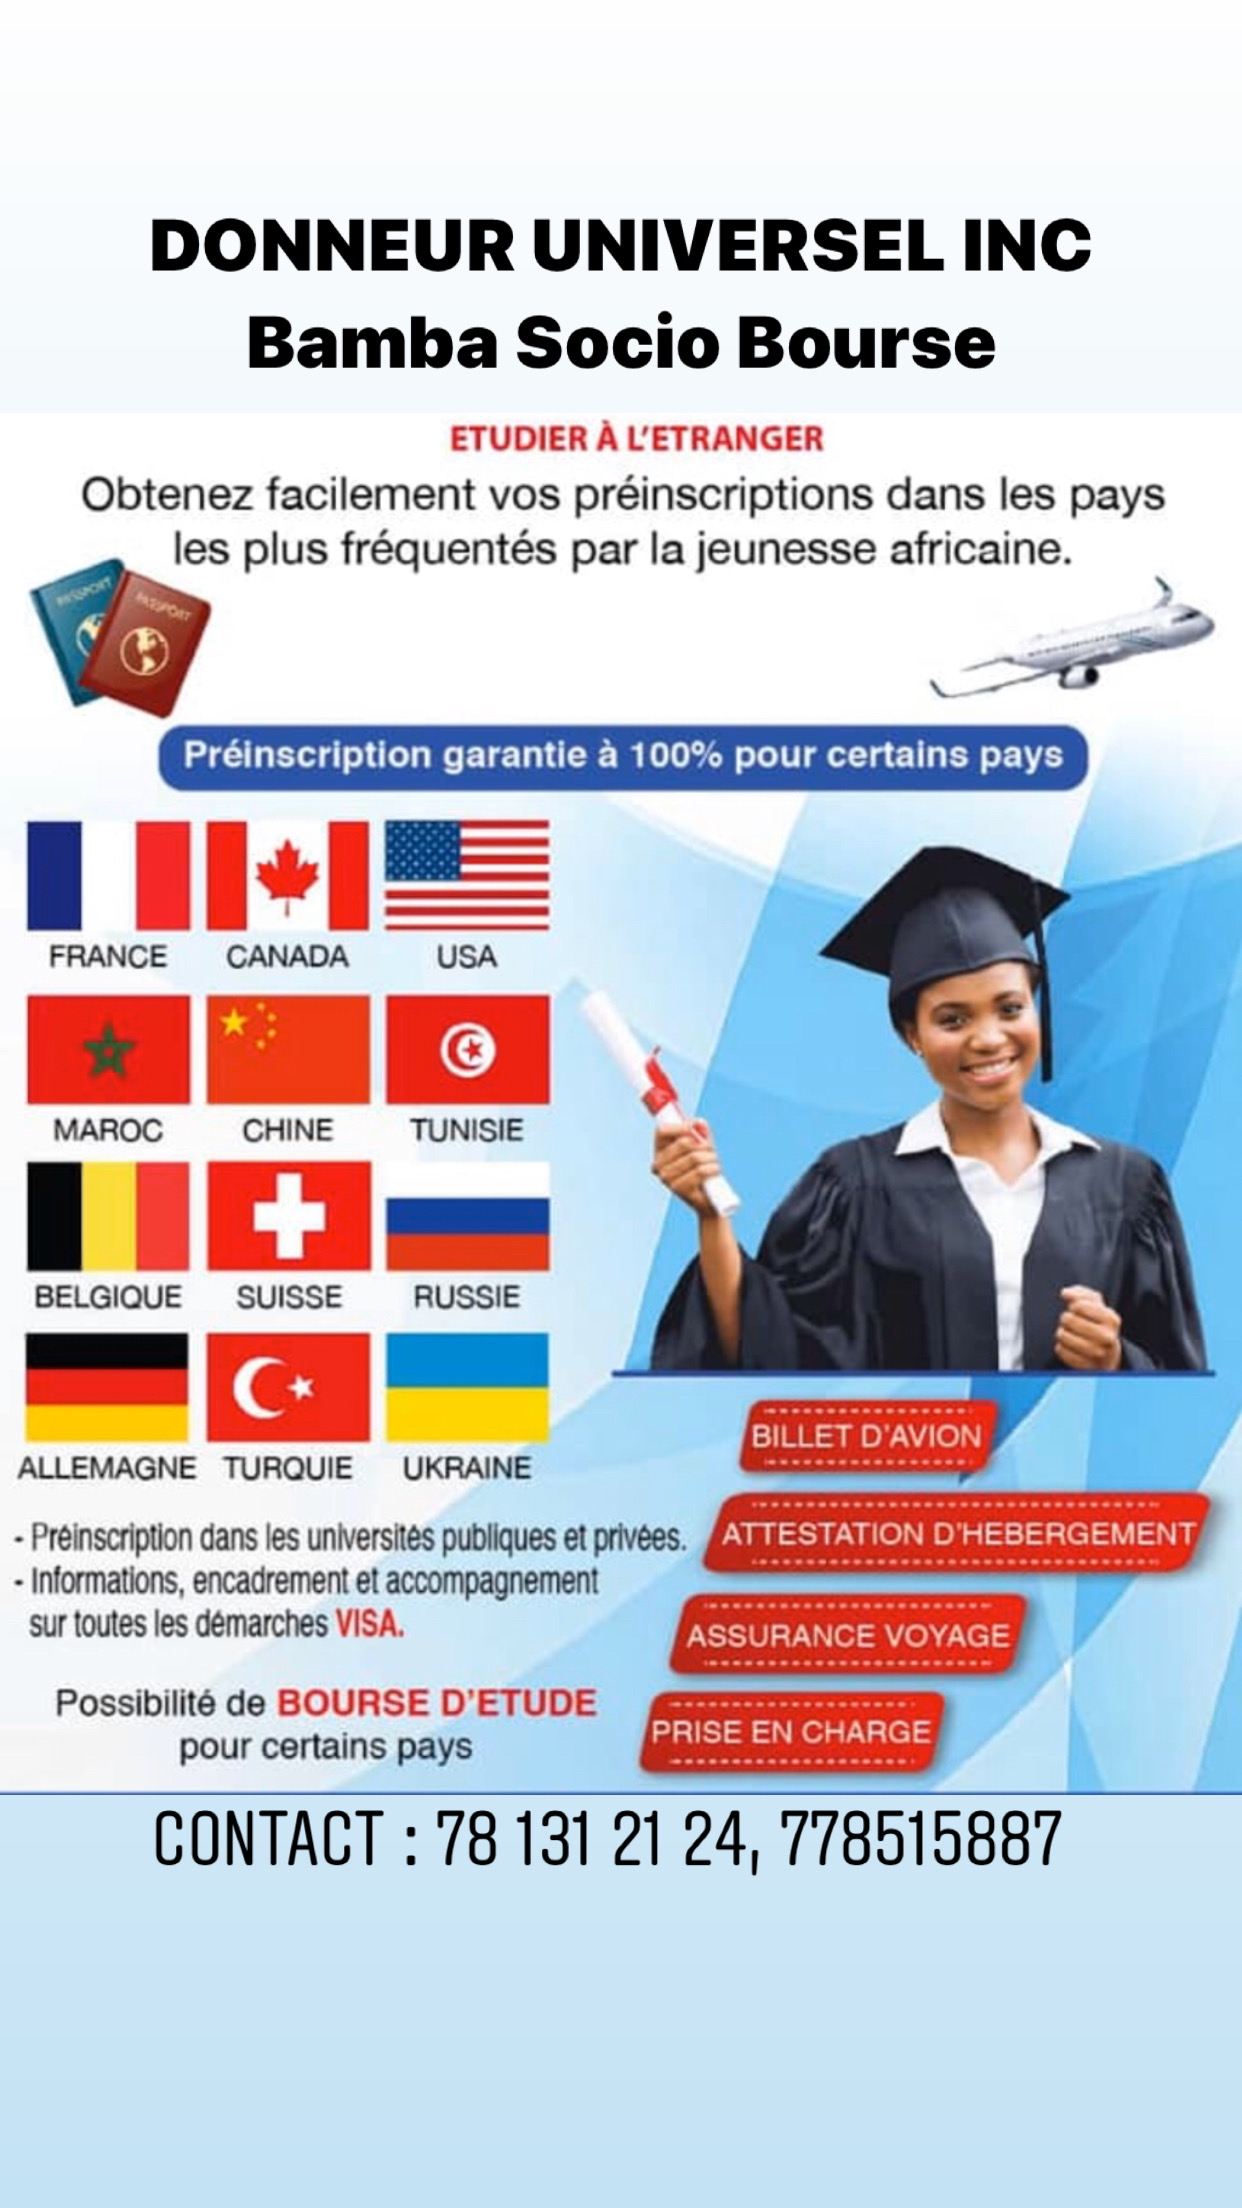 DONNEUR UNIVERSEL INC
Bamba Socio Bourse
ETUDIER À L'ETRANGER
Obtenez facilement vos préinscriptions dans les pays
les plus fréquentés par la jeunesse africaine.
PASSPORT
PASSPORT
Préinscription garantie à 100% pour certains pays
FRANCE CANADA USA
MAROC CHINE TUNISIE
BELGIQUE SUISSE RUSSIE
ALLEMAGNE TURQUIE UKRAINE
- Préinscription dans les universités publiques et privées.
- Informations, encadrement et accompagnement
sur toutes les démarches VISA.
Possibilité de BOURSE D'ETUDE
pour certains pays
BILLET D'AVION
ATTESTATION D'HEBERGEMENT
ASSURANCE VOYAGE
PRISE EN CHARGE
CONTACT : 78 131 21 24, 778515887